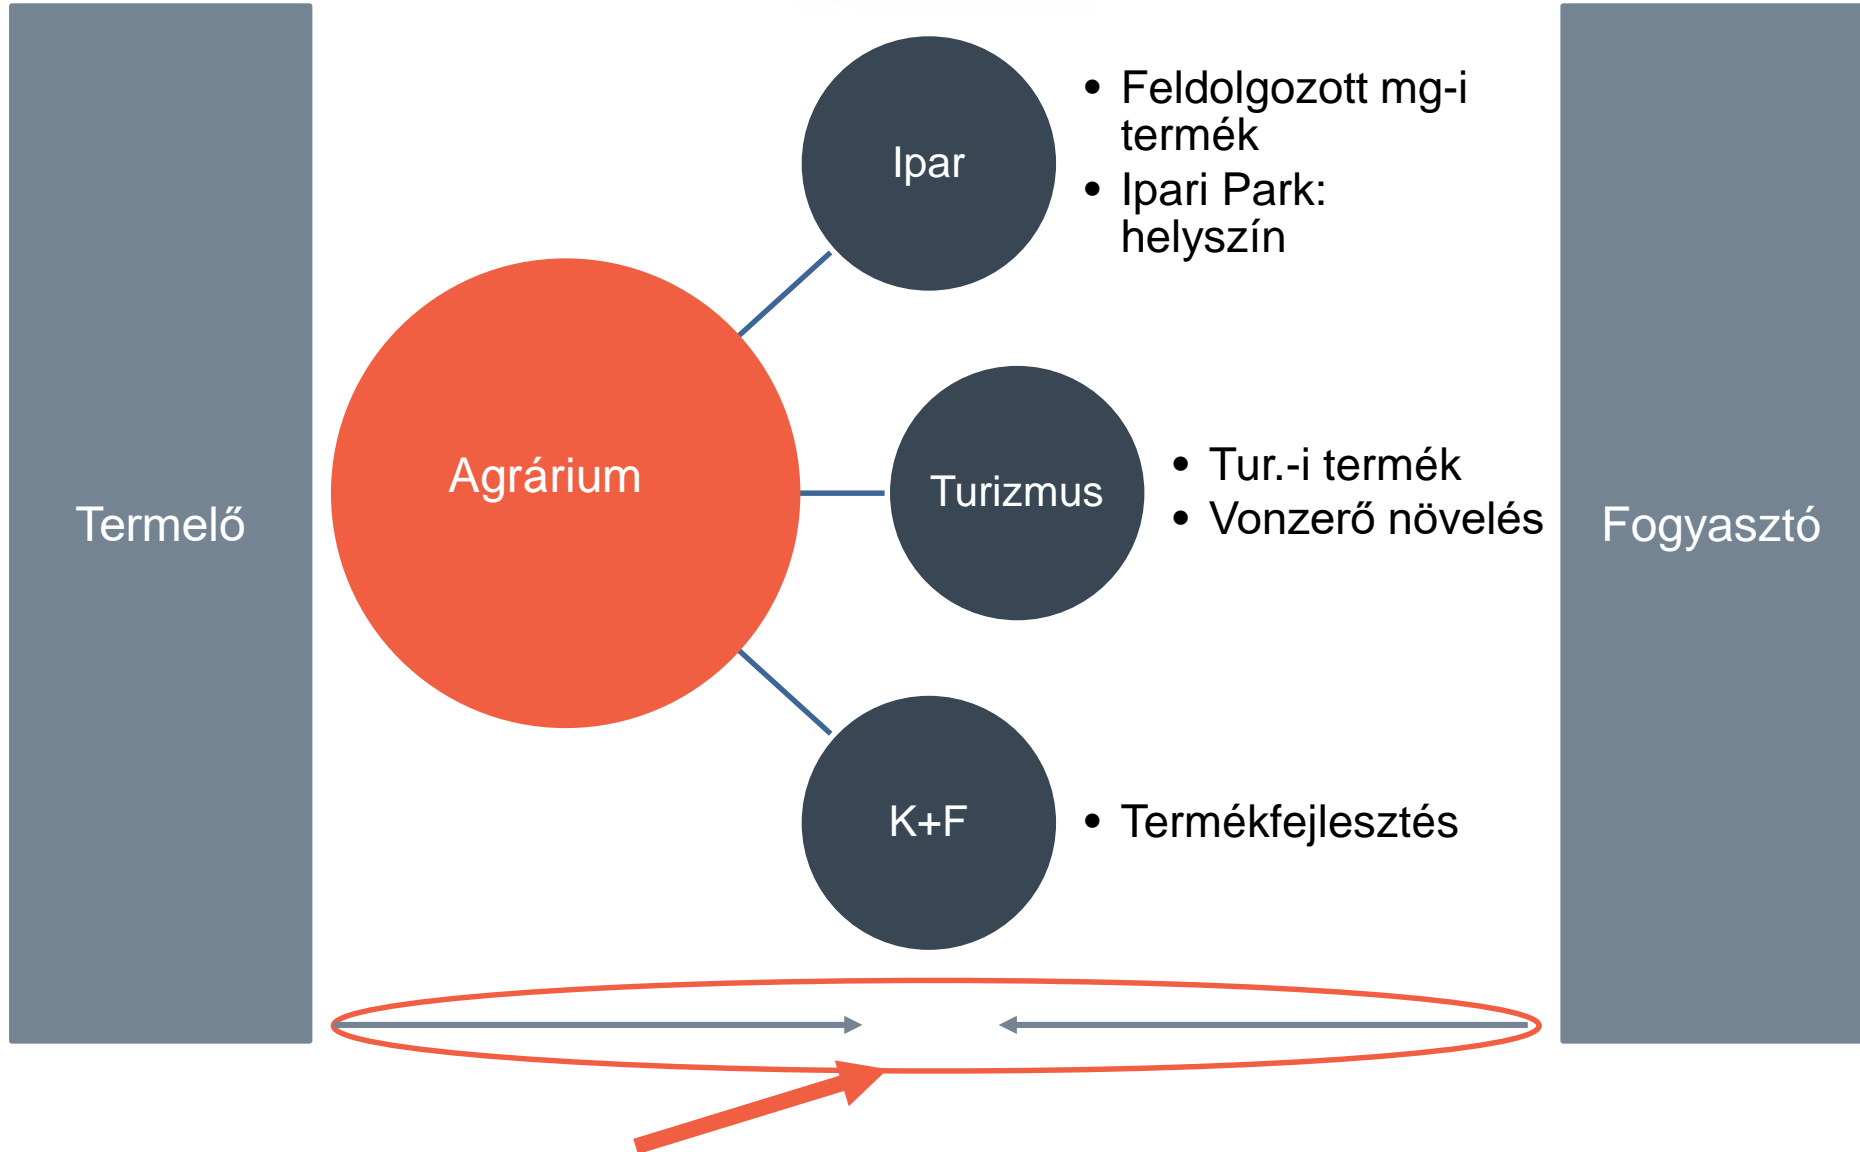 Termelő
Agrárium
Ipar
• Feldolgozott mg-i
termék
• Ipari Park:
helyszín
Turizmus
• Tur.-i termék
• Vonzerő növelés
K+F
• Termékfejlesztés
Fogyasztó